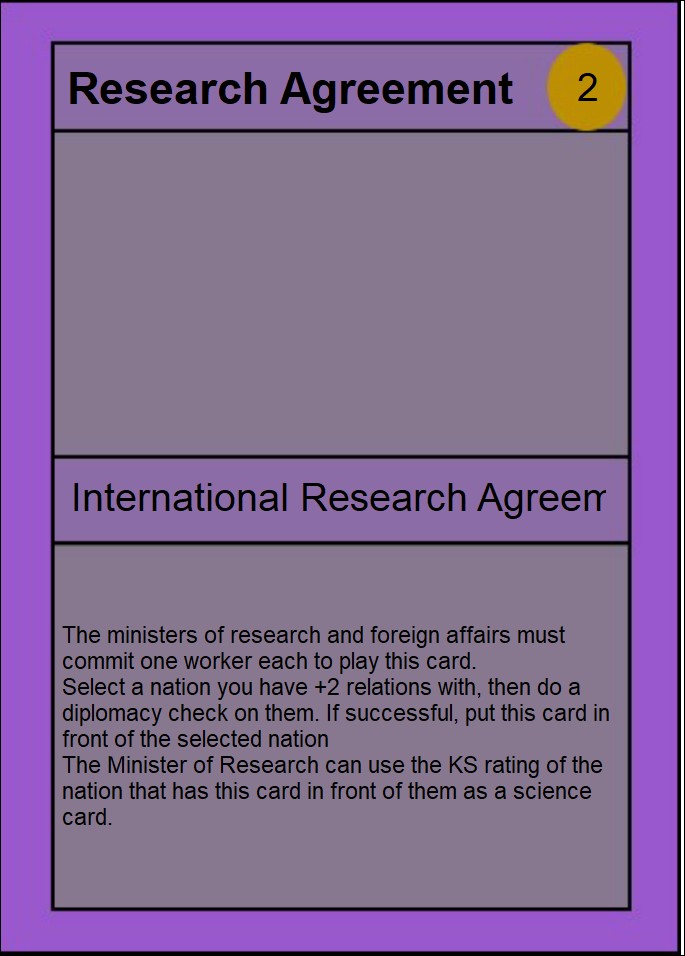 Research Agreement 2
International Research Agreem
The ministers of research and foreign affairs must
commit one worker each to play this card.
Select a nation you have +2 relations with, then do a
diplomacy check on them. If successful, put this card in
front of the selected nation
The Minister of Research can use the KS rating of the
nation that has this card in front of them as a science
card.